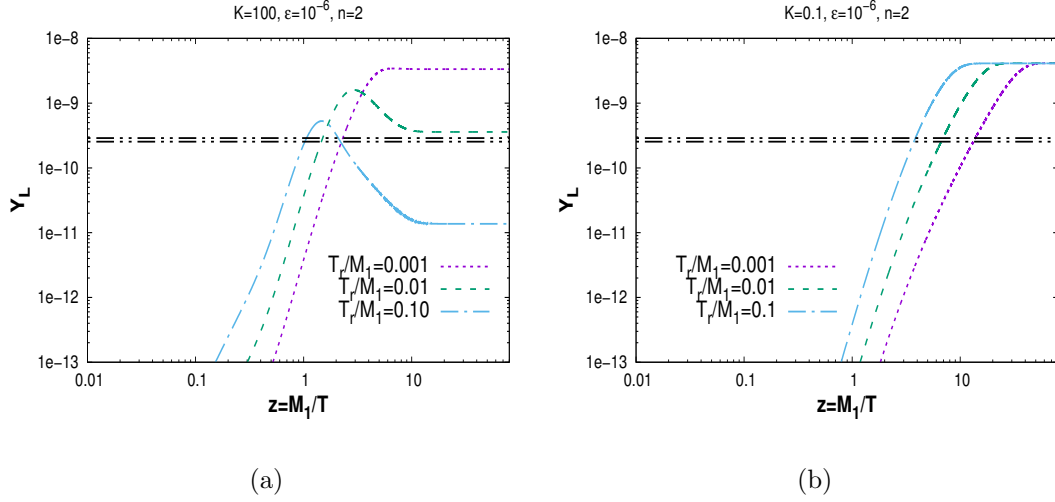 K=100, ε=10⁻⁶, n=2
Y_L
1e-8
1e-9
1e-10
1e-11
1e-12
1e-13
T_r/M_1=0.001
T_r/M_1=0.01
T_r/M_1=0.10
0.01 0.1 1 10
z=M_1/T
(a)
K=0.1, ε=10⁻⁶, n=2
Y_L
1e-8
1e-9
1e-10
1e-11
1e-12
1e-13
T_r/M_1=0.001
T_r/M_1=0.01
T_r/M_1=0.1
0.01 0.1 1 10
z=M_1/T
(b)